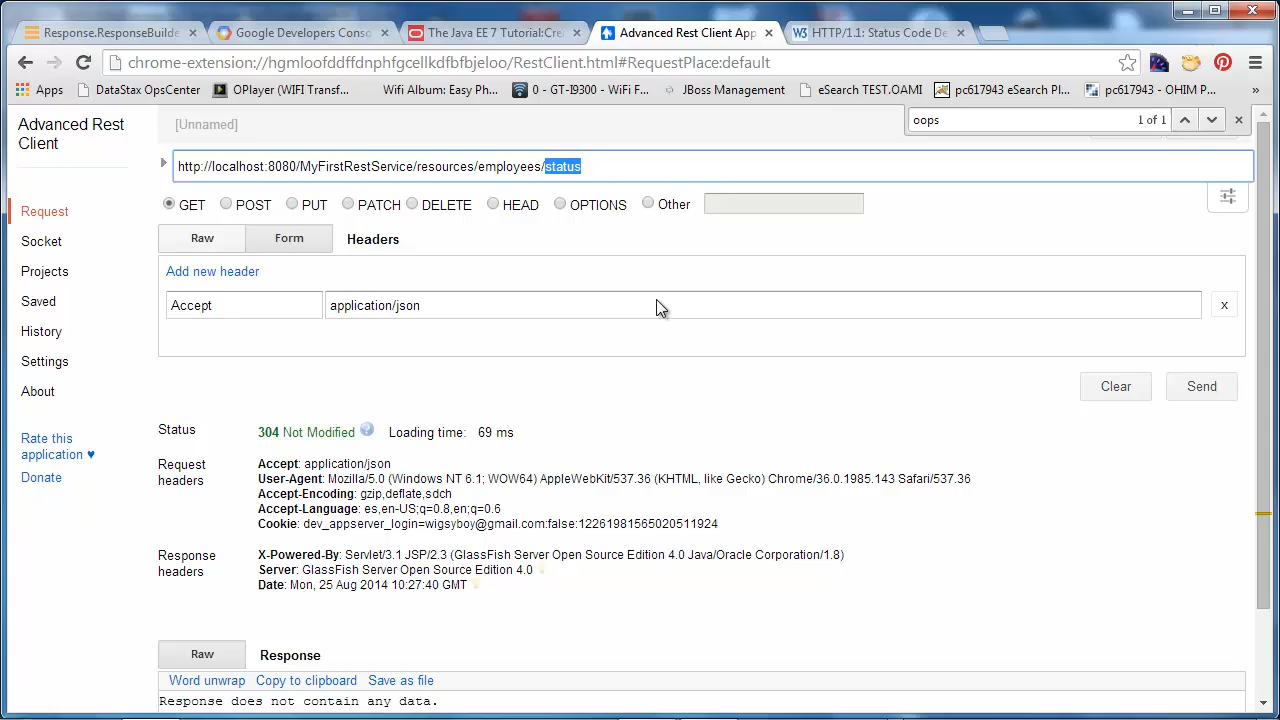 Response.ResponseBuilde
Google Developers Conso
The Java EE 7 Tutorial:Cre
Advanced Rest Client App
HTTP/1.1: Status Code De
chrome-extension://hgmloofddffdnphfgcellkdfbfbjeloo/RestClient.html#RequestPlace:default
Apps
DataStax OpsCenter
OPlayer (WIFI Transf...
Wifi Album: Easy Ph...
0 - GT-I9300 - WiFi F...
JBoss Management
eSearch TEST.OAMI
pc617943 eSearch Pl...
pc617943 - OHIM P...
»
oops
1 of 1
Advanced Rest
Client
[Unnamed]
http://localhost:8080/MyFirstRestService/resources/employees/status
GET POST PUT PATCH DELETE HEAD OPTIONS Other
Raw Form Headers
Add new header
Accept application/json x
Clear Send
Request
Socket
Projects
Saved
History
Settings
About
Rate this
application ♥
Donate
Status 304 Not Modified Loading time: 69 ms
Request
headers
Accept: application/json
User-Agent: Mozilla/5.0 (Windows NT 6.1; WOW64) AppleWebKit/537.36 (KHTML, like Gecko) Chrome/36.0.1985.143 Safari/537.36
Accept-Encoding: gzip,deflate,sdch
Accept-Language: es,en-US;q=0.8,en;q=0.6
Cookie: dev_appserver_login=wigsyboy@gmail.com:false:12261981565020511924
Response
headers
X-Powered-By: Servlet/3.1 JSP/2.3 (GlassFish Server Open Source Edition 4.0 Java/Oracle Corporation/1.8)
Server: GlassFish Server Open Source Edition 4.0
Date: Mon, 25 Aug 2014 10:27:40 GMT
Raw Response
Word unwrap Copy to clipboard Save as file
Response does not contain any data.